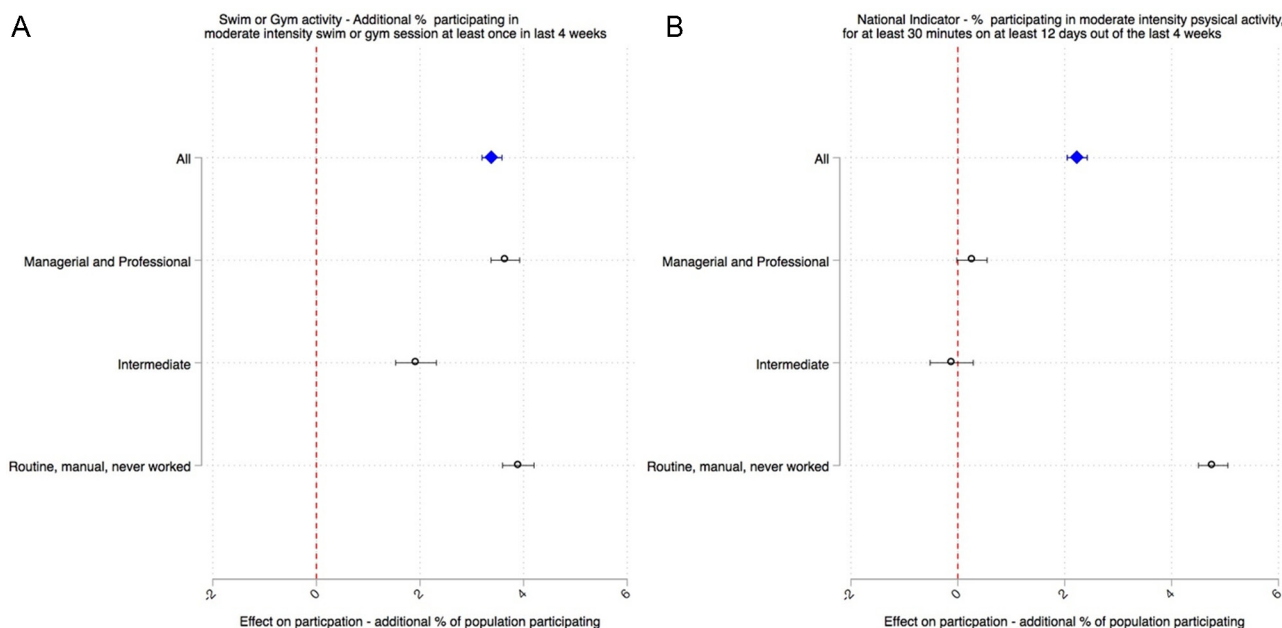 A
Swim or Gym activity - Additional % participating in
moderate intensity swim or gym session at least once in last 4 weeks
All
Managerial and Professional
Intermediate
Routine, manual, never worked
-2
0
2
4
6
Effect on particpation - additional % of population participating
B
National Indicator - % participating in moderate intensity psysical activity,
for at least 30 minutes on at least 12 days out of the last 4 weeks
All
Managerial and Professional
Intermediate
Routine, manual, never worked
-2
0
2
4
6
Effect on particpation - additional % of population participating